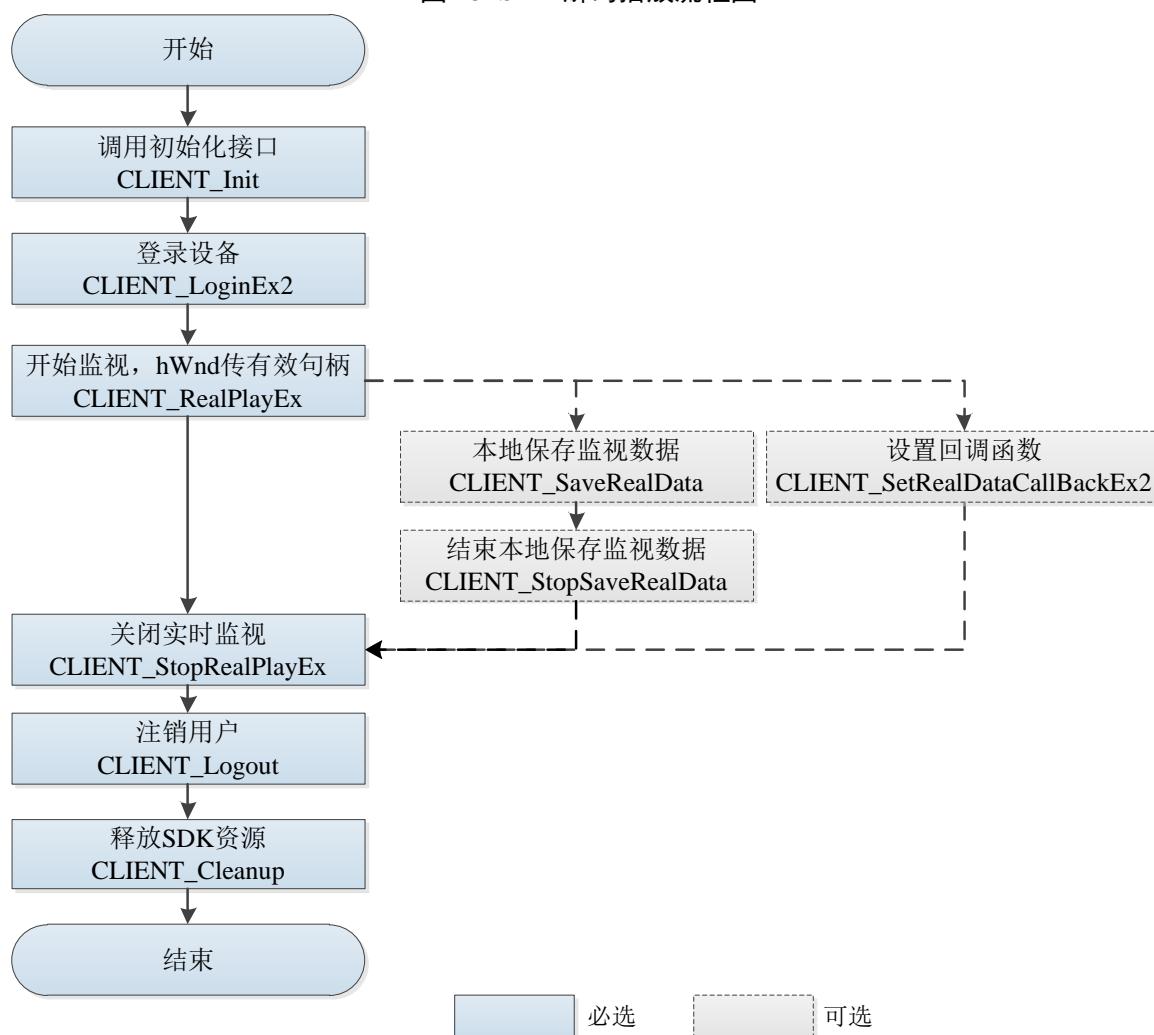 开始
调用初始化接口
CLIENT_Init
登录设备
CLIENT_LoginEx2
开始监视，hWnd传有效句柄
CLIENT_RealPlayEx
本地保存监视数据
CLIENT_SaveRealData
设置回调函数
CLIENT_SetRealDataCallBackEx2
结束本地保存监视数据
CLIENT_StopSaveRealData
关闭实时监视
CLIENT_StopRealPlayEx
注销用户
CLIENT_Logout
释放SDK资源
CLIENT_Cleanup
结束
必选
可选